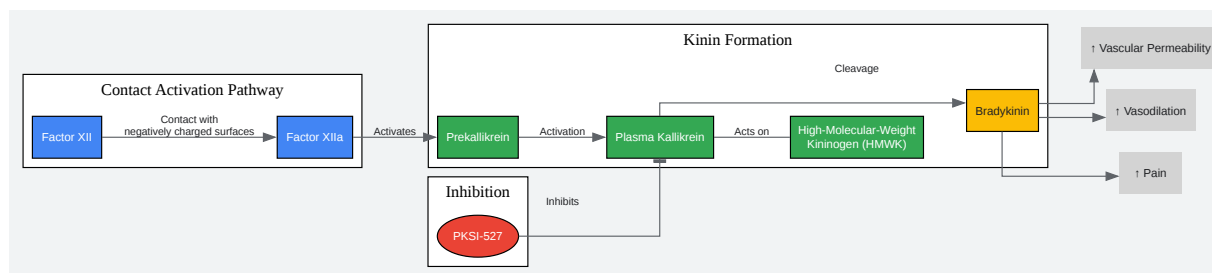 Contact Activation Pathway
Factor XII
Contact with
negatively charged surfaces
Factor XIIa
Activates
Kinin Formation
Prekallikrein
Activation
Plasma Kallikrein
Acts on
High-Molecular-Weight
Kininogen (HMWK)
Cleavage
Bradykinin
↑ Vascular Permeability
↑ Vasodilation
↑ Pain
Inhibition
PKSI-527
Inhibits